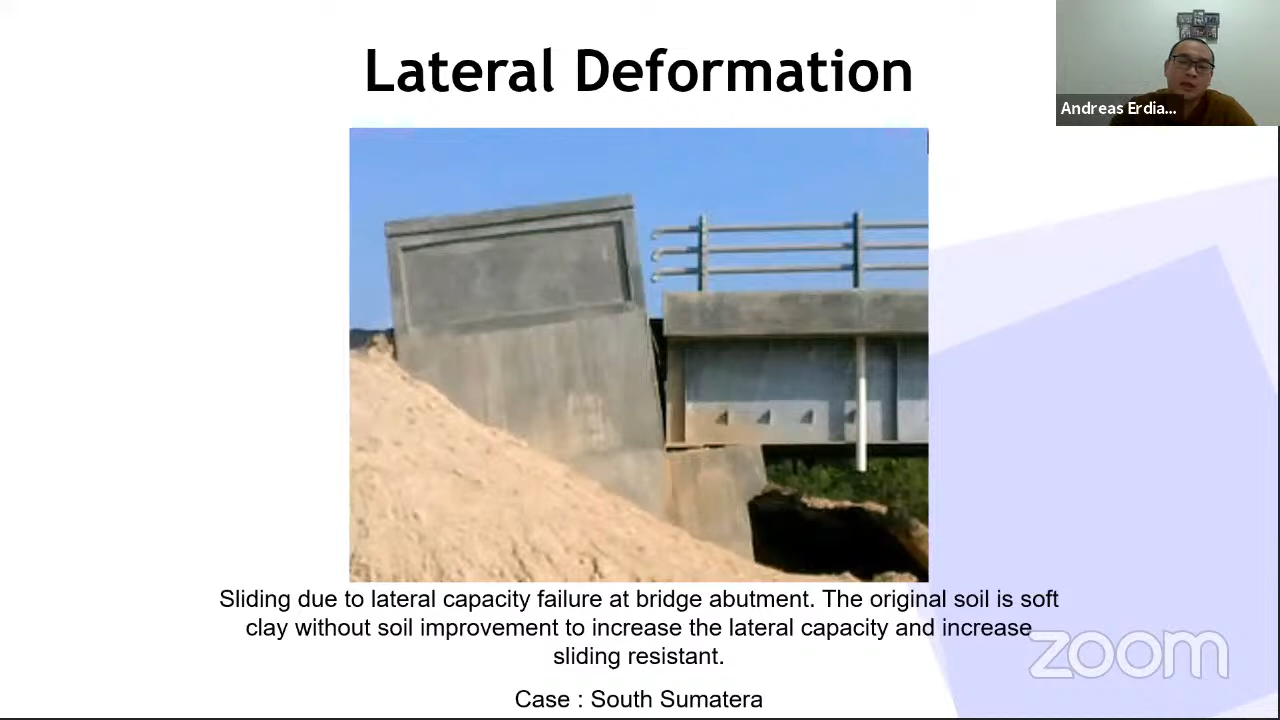 Lateral Deformation
Andreas Erdia...
Sliding due to lateral capacity failure at bridge abutment. The original soil is soft
clay without soil improvement to increase the lateral capacity and increase
sliding resistant.
zoom
Case : South Sumatera